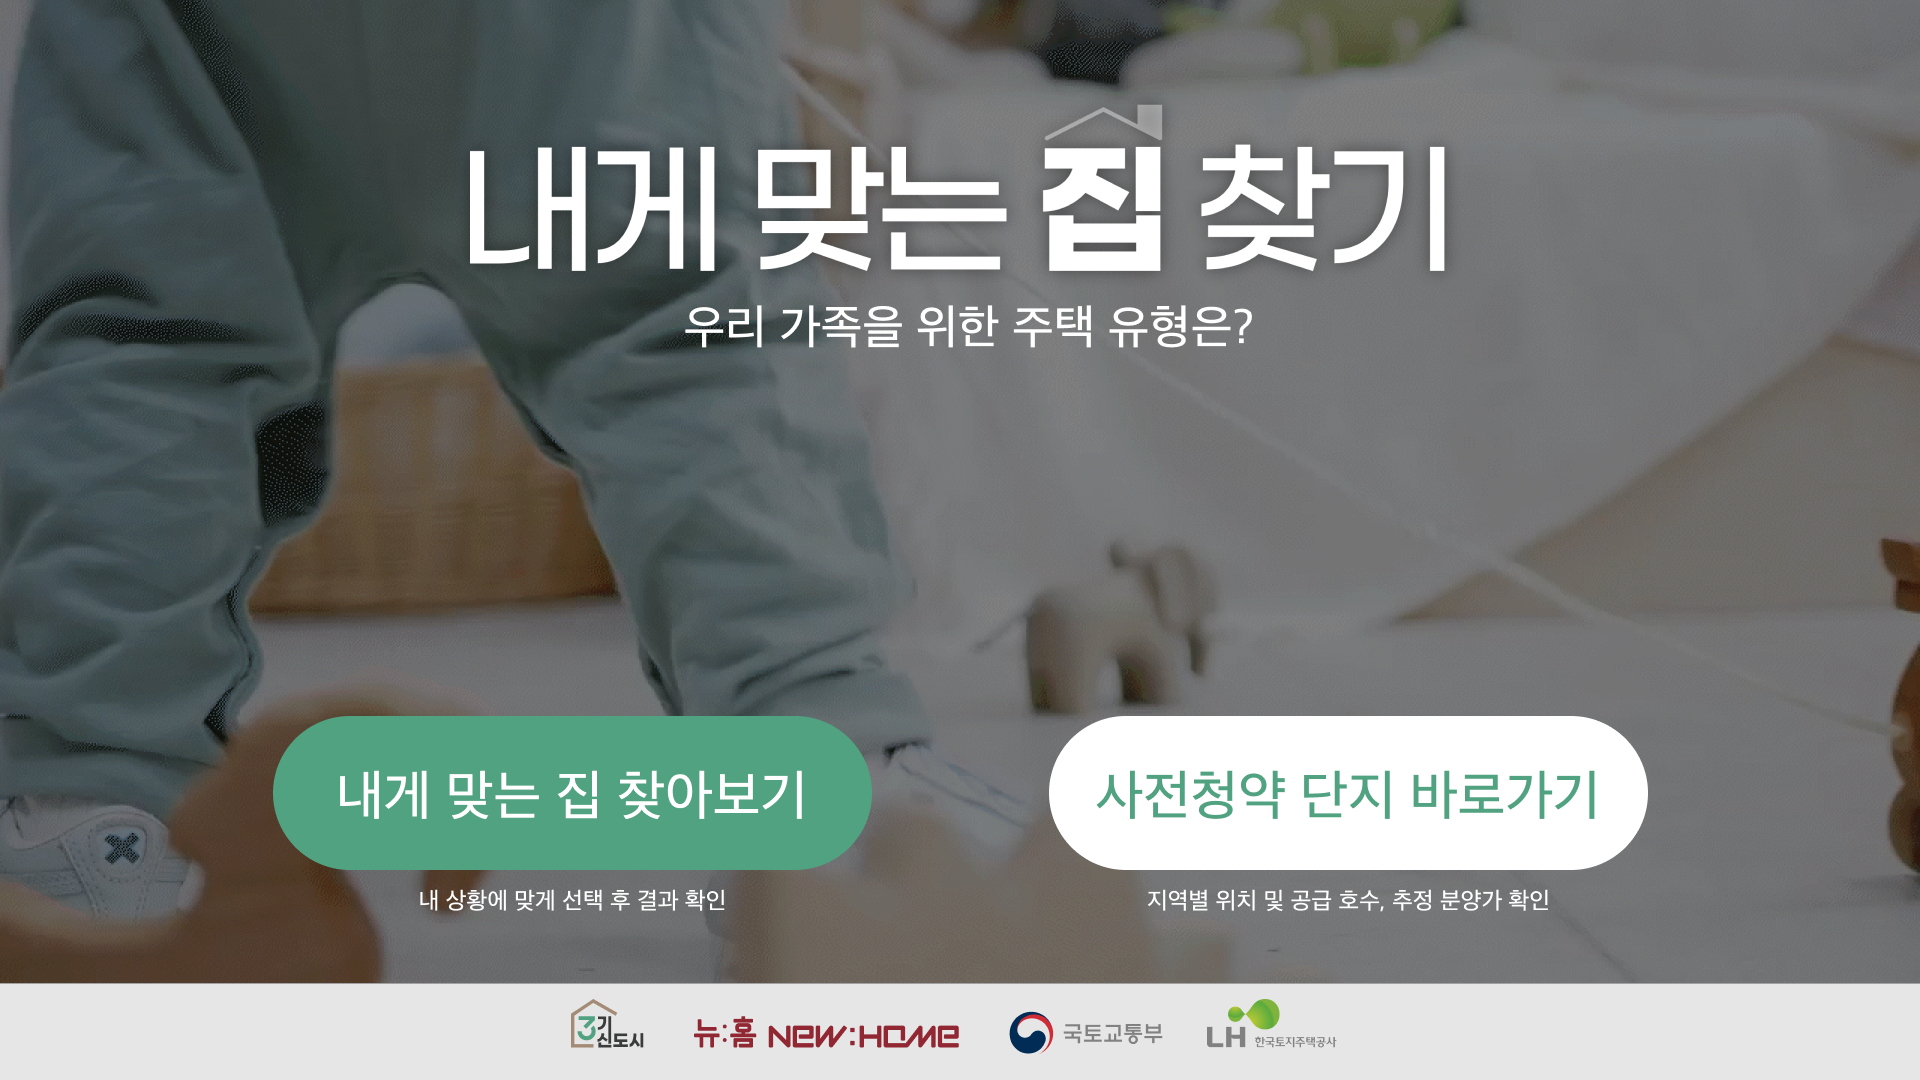 내게 맞는 집 찾기
우리 가족을 위한 주택 유형은?
내게 맞는 집 찾아보기
사전청약 단지 바로가기
내 상황에 맞게 선택 후 결과 확인
지역별 위치 및 공급 호수, 추정 분양가 확인
3기 신도시
뉴:홈 NEW:HOME
국토교통부
LH 한국토지주택공사